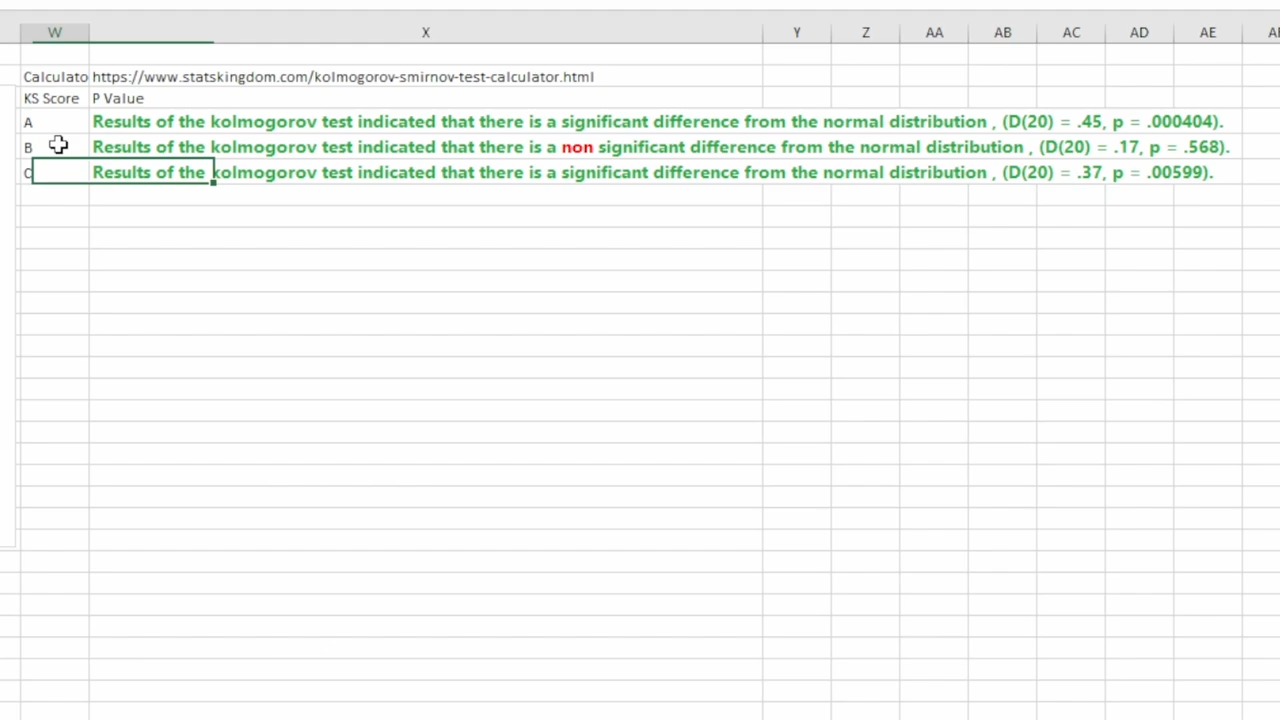 W X Y Z AA AB AC AD AE
Calculato https://www.statskingdom.com/kolmogorov-smirnov-test-calculator.html
KS Score P Value
A Results of the kolmogorov test indicated that there is a significant difference from the normal distribution , (D(20) = .45, p = .000404).
B Results of the kolmogorov test indicated that there is a non significant difference from the normal distribution , (D(20) = .17, p = .568).
C Results of the kolmogorov test indicated that there is a significant difference from the normal distribution , (D(20) = .37, p = .00599).